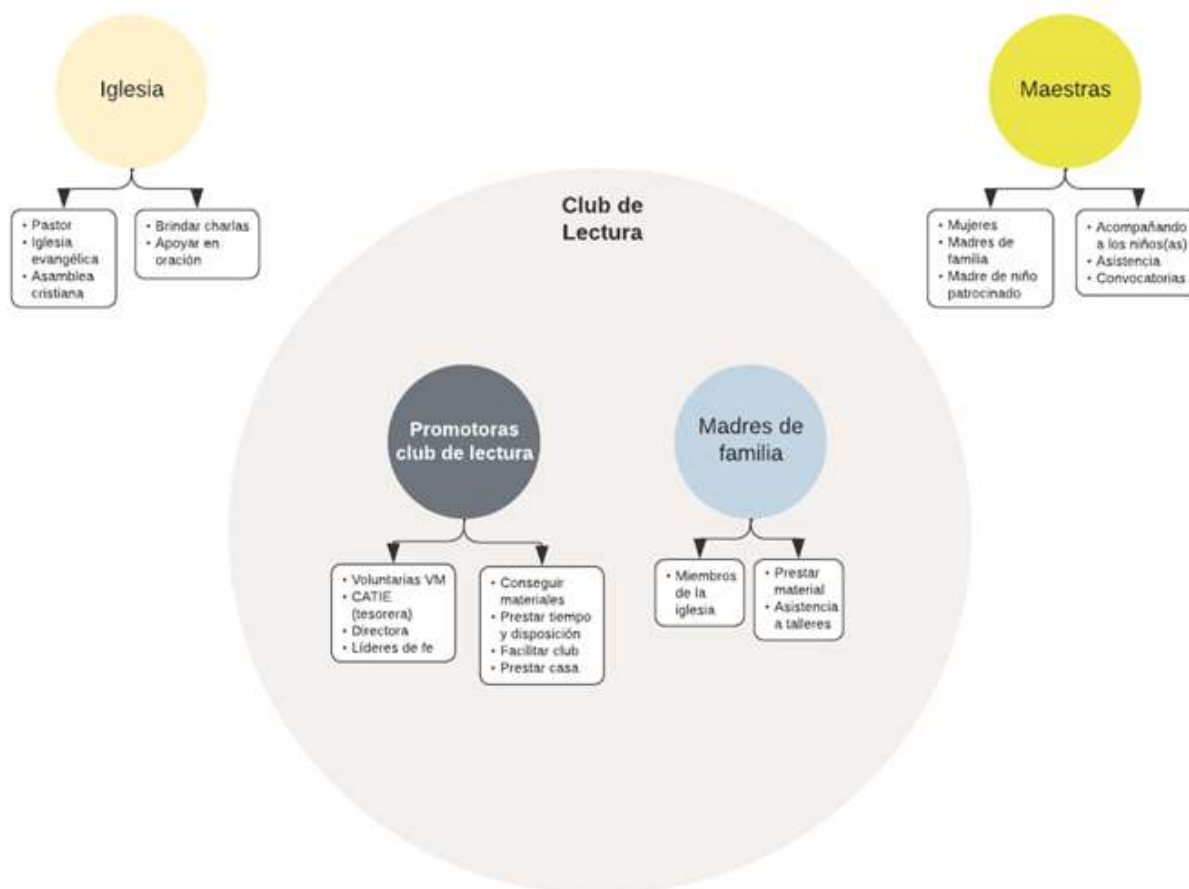 Iglesia
• Pastor
• Iglesia
evangélica
• Asamblea
cristiana
• Brindar charlas
• Apoyar en
oración
Maestras
• Mujeres
• Madres de
familia
• Madre de niño
patrocinado
• Acompañando
a los niños(as)
• Asistencia
• Convocatorias
Club de
Lectura
Promotoras
club de lectura
• Voluntarias VM
• CATIE
(tesorera)
• Directora
• Líderes de fe
• Conseguir
materiales
• Prestar tiempo
y disposición
• Facilitar club
• Prestar casa
Madres de
familia
• Miembros
de la
iglesia
• Prestar
material
• Asistencia
a talleres